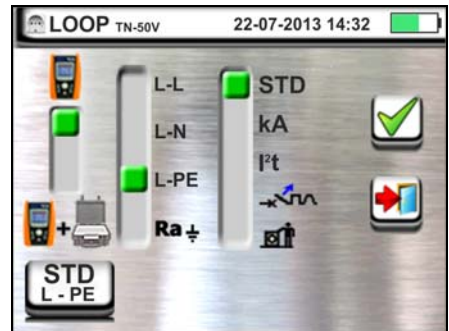 LOOP TN-50V 22-07-2013 14:32
L-L
L-N
L-PE
Ra
STD
kA
I²t
STD
L - PE